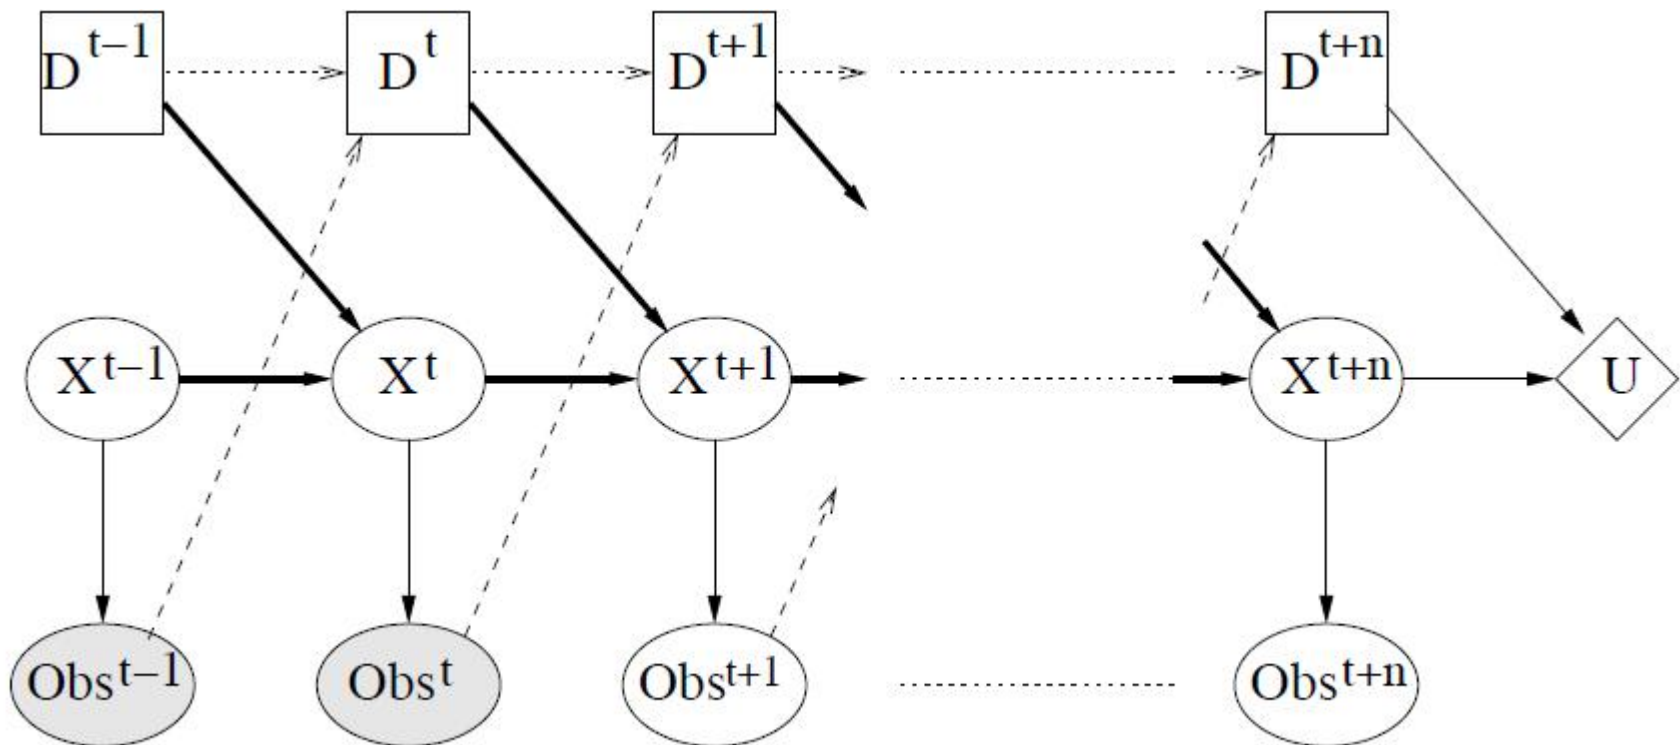 D^{t-1} D^t D^{t+1} D^{t+n}
X^{t-1} X^t X^{t+1} X^{t+n} U
Obs^{t-1} Obs^t Obs^{t+1} Obs^{t+n}